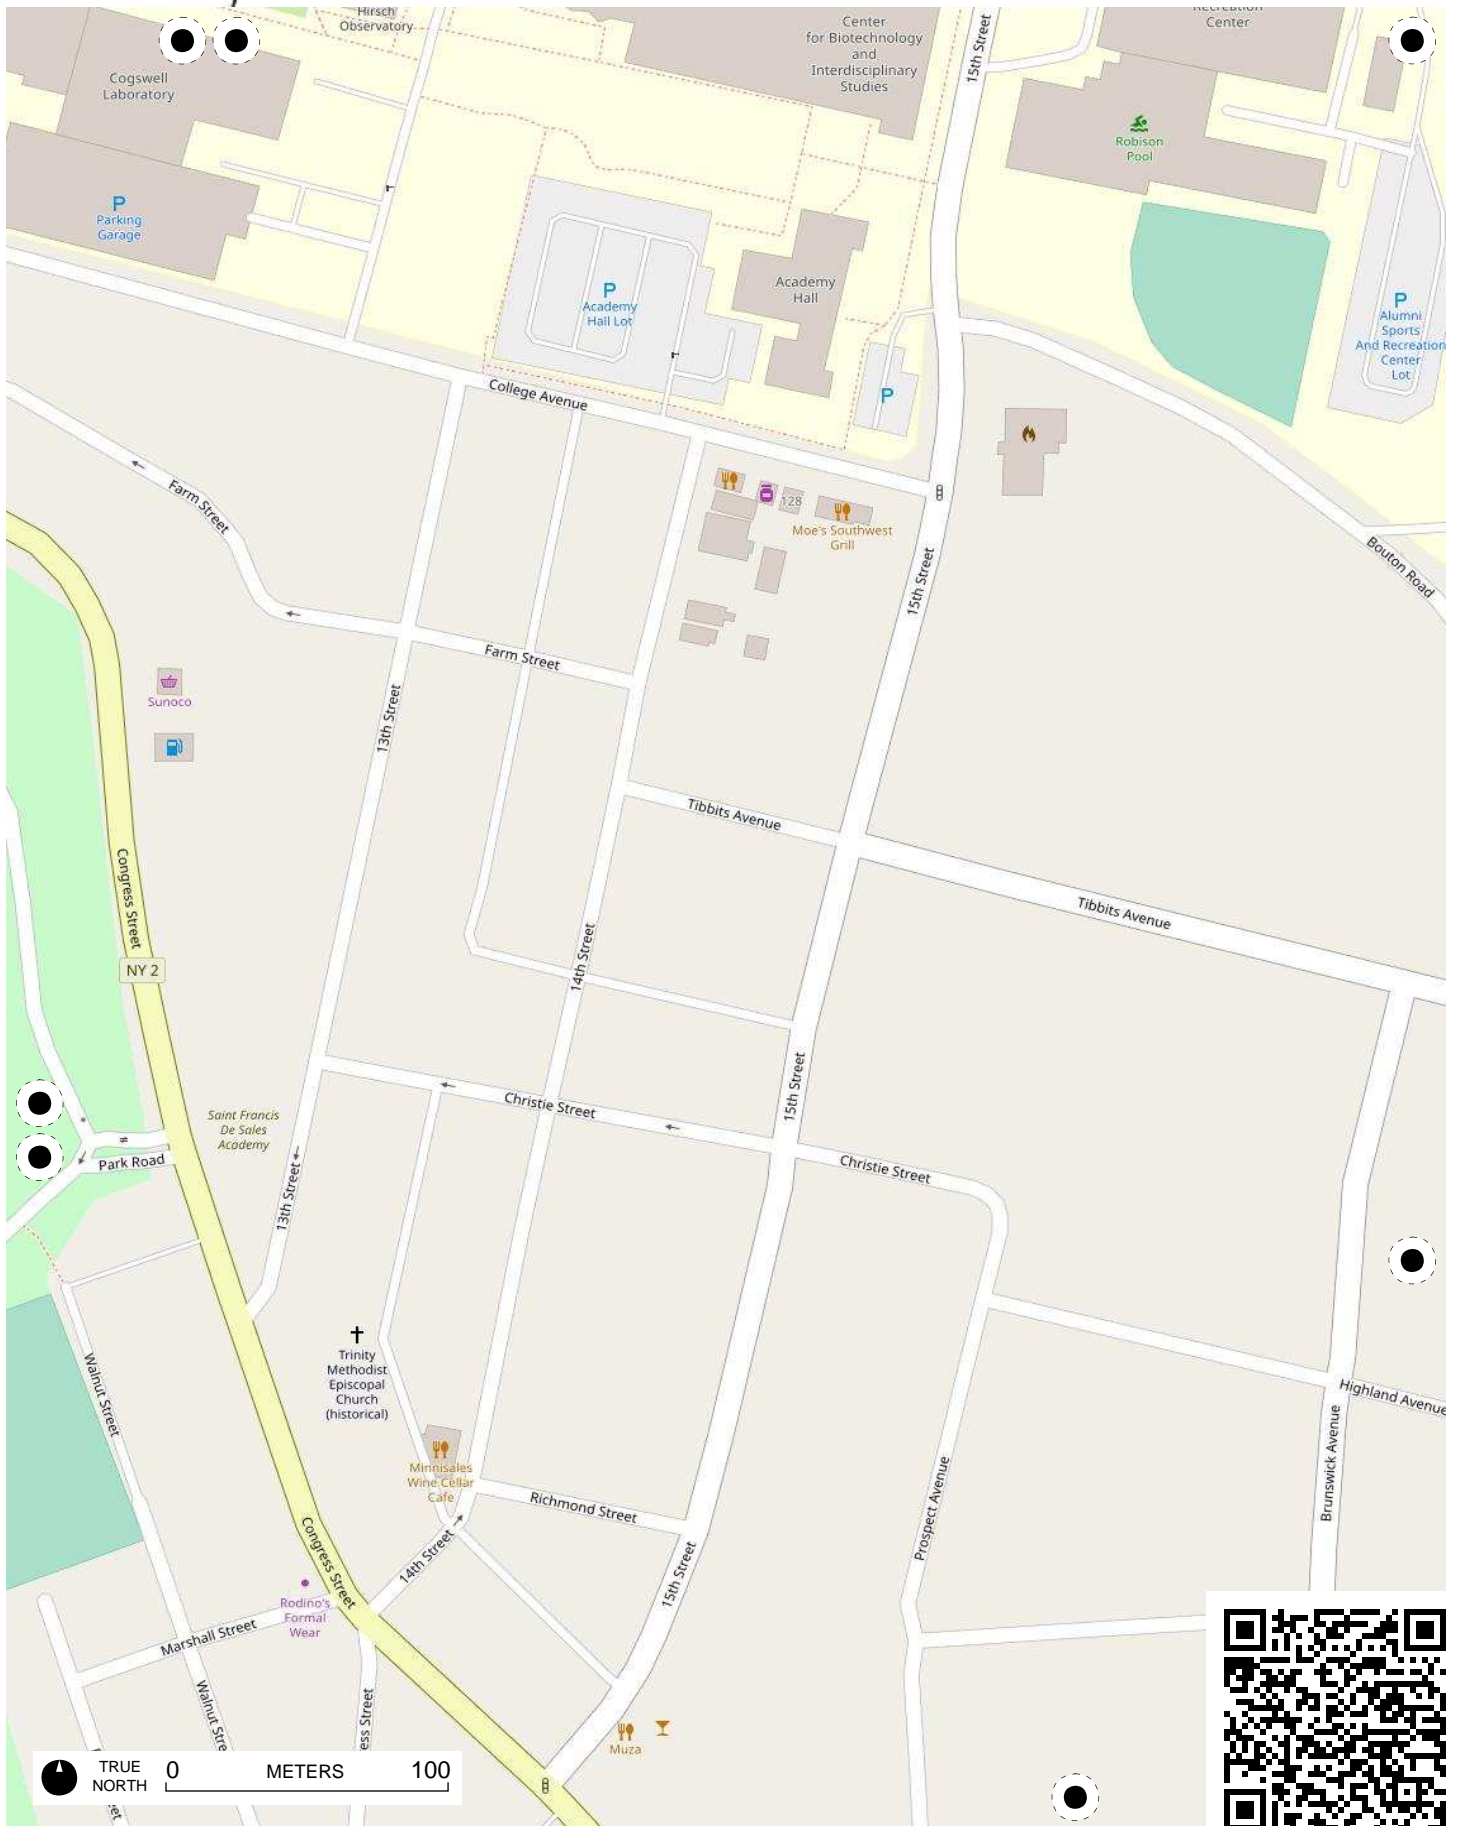 Hirsch
Observatory
Center
for Biotechnology
and
Interdisciplinary
Studies
15th Street
Recreation
Center
Cogswell
Laboratory
Robison
Pool
P
Parking
Garage
P
Academy
Hall Lot
Academy
Hall
P
Alumni
Sports
And Recreation
Center
Lot
P
College Avenue
Farm Street
128
Moe's Southwest
Grill
15th Street
Bouton Road
Farm Street
Sunoco
13th Street
Tibbits Avenue
Congress Street
Tibbits Avenue
14th Street
NY 2
15th Street
Christie Street
Saint Francis
De Sales
Academy
Park Road
Christie Street
13th Street
Trinity
Methodist
Episcopal
Church
(historical)
Walnut Street
Highland Avenue
Brunswick Avenue
Minnisales
Wine Cellar
Cafe
Richmond Street
Prospect Avenue
Congress Street
14th Street
15th Street
Rodino's
Formal
Wear
Marshall Street
Walnut Stre
ess Street
Muza
TRUE
NORTH
0 METERS 100
eet